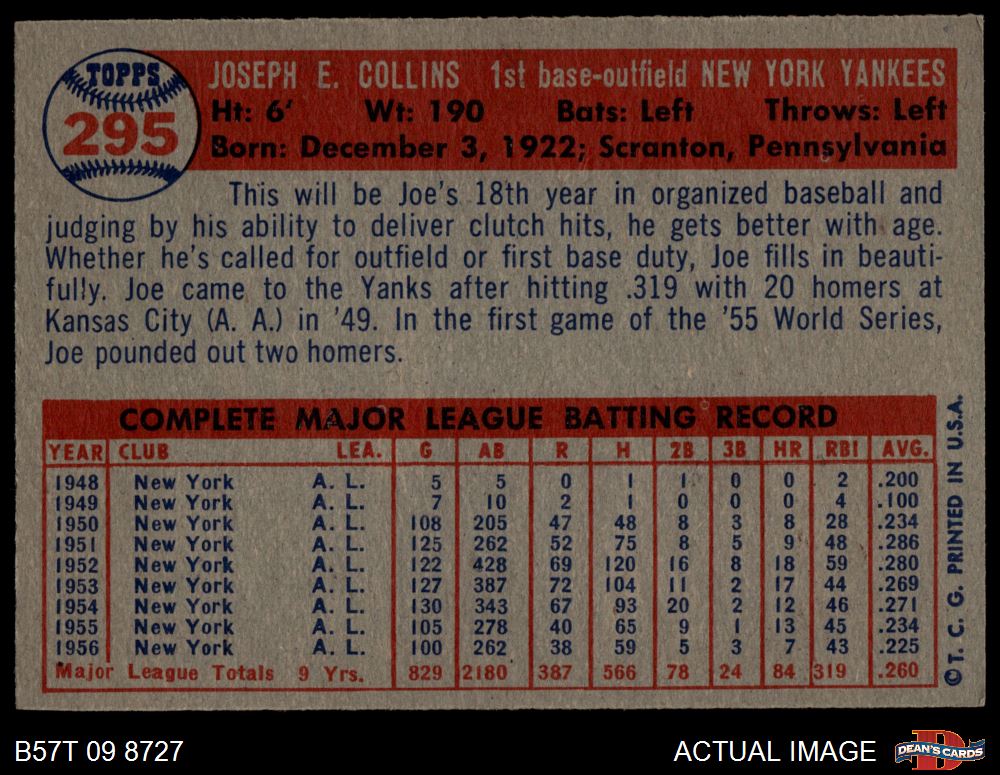 TOPPS
295
JOSEPH E. COLLINS 1st base-outfield NEW YORK YANKEES
Ht: 6' Wt: 190 Bats: Left Throws: Left
Born: December 3, 1922; Scranton, Pennsylvania
This will be Joe's 18th year in organized baseball and
judging by his ability to deliver clutch hits, he gets better with age.
Whether he's called for outfield or first base duty, Joe fills in beauti-
fully. Joe came to the Yanks after hitting .319 with 20 homers at
Kansas City (A. A.) in '49. In the first game of the '55 World Series,
Joe pounded out two homers.
COMPLETE MAJOR LEAGUE BATTING RECORD
YEAR CLUB LEA. G AB R H 2B 3B HR RBI AVG.
1948 New York A. L. 5 5 0 1 1 0 0 2 .200
1949 New York A. L. 7 10 2 1 0 0 0 4 .100
1950 New York A. L. 108 205 47 48 8 3 8 28 .234
1951 New York A. L. 125 262 52 75 8 5 9 48 .286
1952 New York A. L. 122 428 69 120 16 8 18 59 .280
1953 New York A. L. 127 387 72 104 11 2 17 44 .269
1954 New York A. L. 130 343 67 93 20 2 12 46 .271
1955 New York A. L. 105 278 40 65 9 1 13 45 .234
1956 New York A. L. 100 262 38 59 5 3 7 43 .225
Major League Totals 9 Yrs. 829 2180 387 566 78 24 84 319 .260
© T. C. G. PRINTED IN U.S.A.
B57T 09 8727
ACTUAL IMAGE
D
DEAN'S CARDS